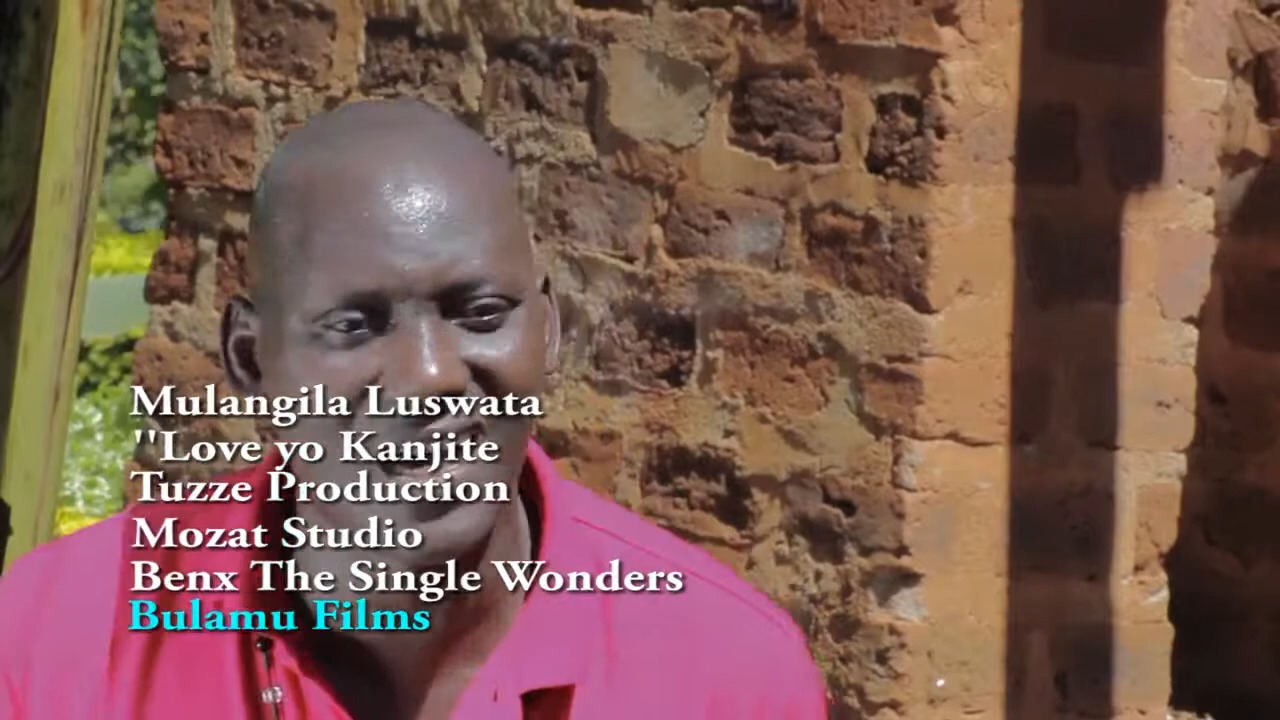 Mulangila Luswata
''Love yo Kanjite
Tuzze Production
Mozat Studio
Benx The Single Wonders
Bulamu Films